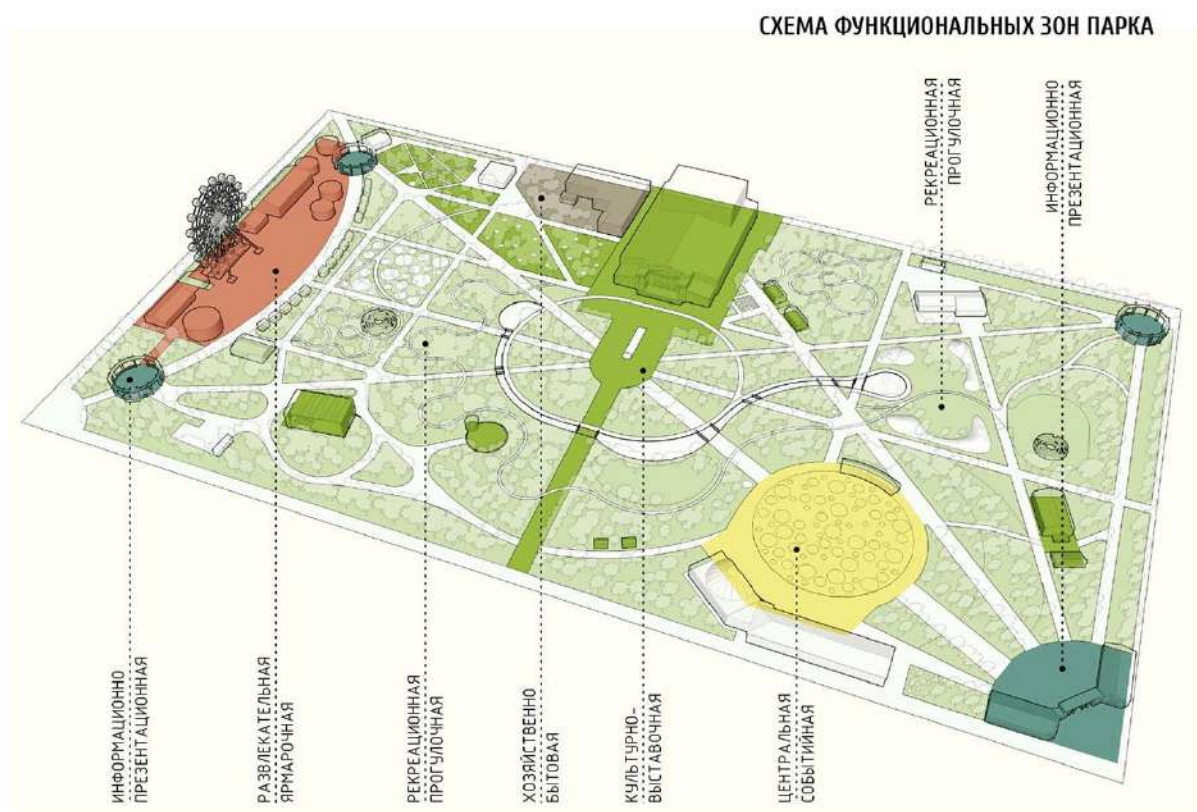 СХЕМА ФУНКЦИОНАЛЬНЫХ ЗОН ПАРКА
РЕКРЕАЦИОННАЯ
ПРОГУЛОЧНАЯ
ИНФОРМАЦИОННО
ПРЕЗЕНТАЦИОННАЯ
ИНФОРМАЦИОННО
ПРЕЗЕНТАЦИОННАЯ
РАЗВЛЕКАТЕЛЬНАЯ
ЯРМАРОЧНАЯ
РЕКРЕАЦИОННАЯ
ПРОГУЛОЧНАЯ
ХОЗЯЙСТВЕННО
БЫТОВАЯ
КУЛЬТУРНО-
ВЫСТАВОЧНАЯ
ЦЕНТРАЛЬНАЯ
СОБЫТИЙНАЯ